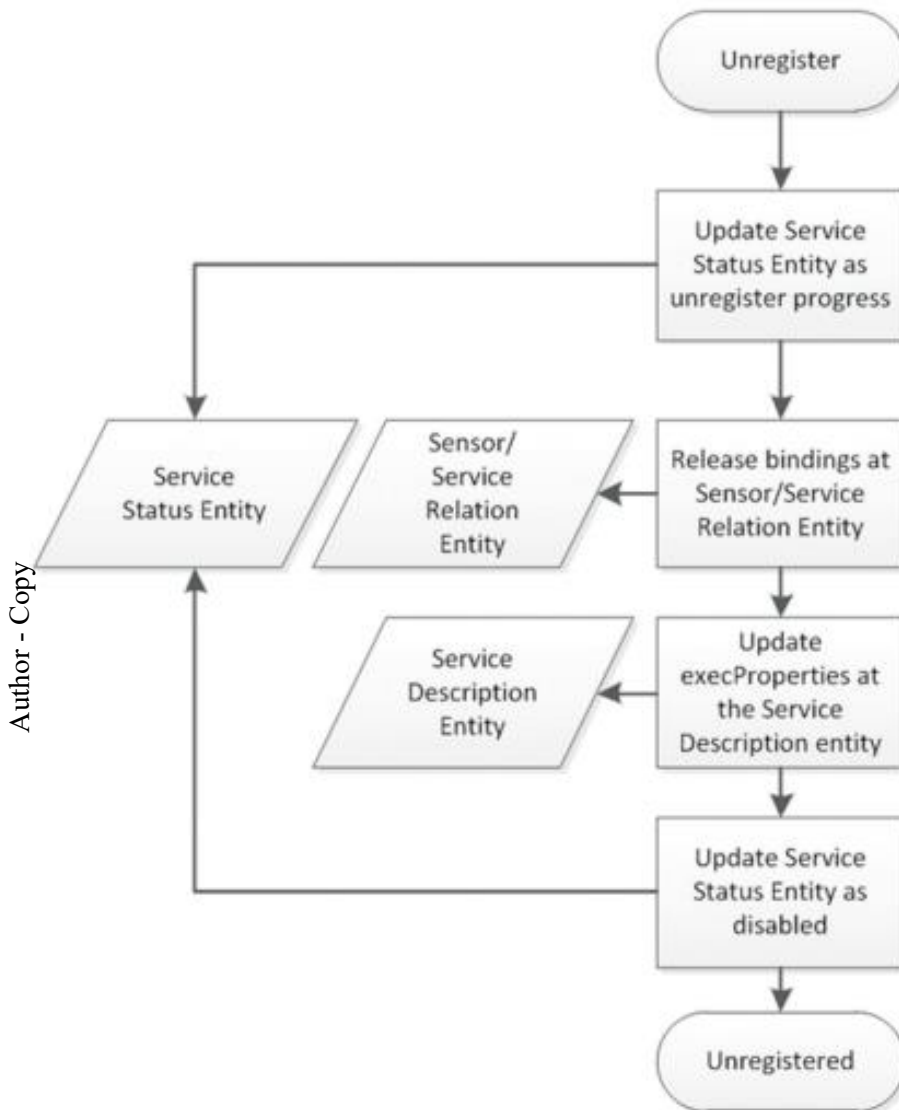 Unregister
Update Service
Status Entity as
unregister progress
Service
Status Entity
Sensor/
Service
Relation
Entity
Release bindings at
Sensor/Service
Relation Entity
Service
Description
Entity
Update
execProperties at
the Service
Description entity
Update Service
Status Entity as
disabled
Unregistered
Author - Copy